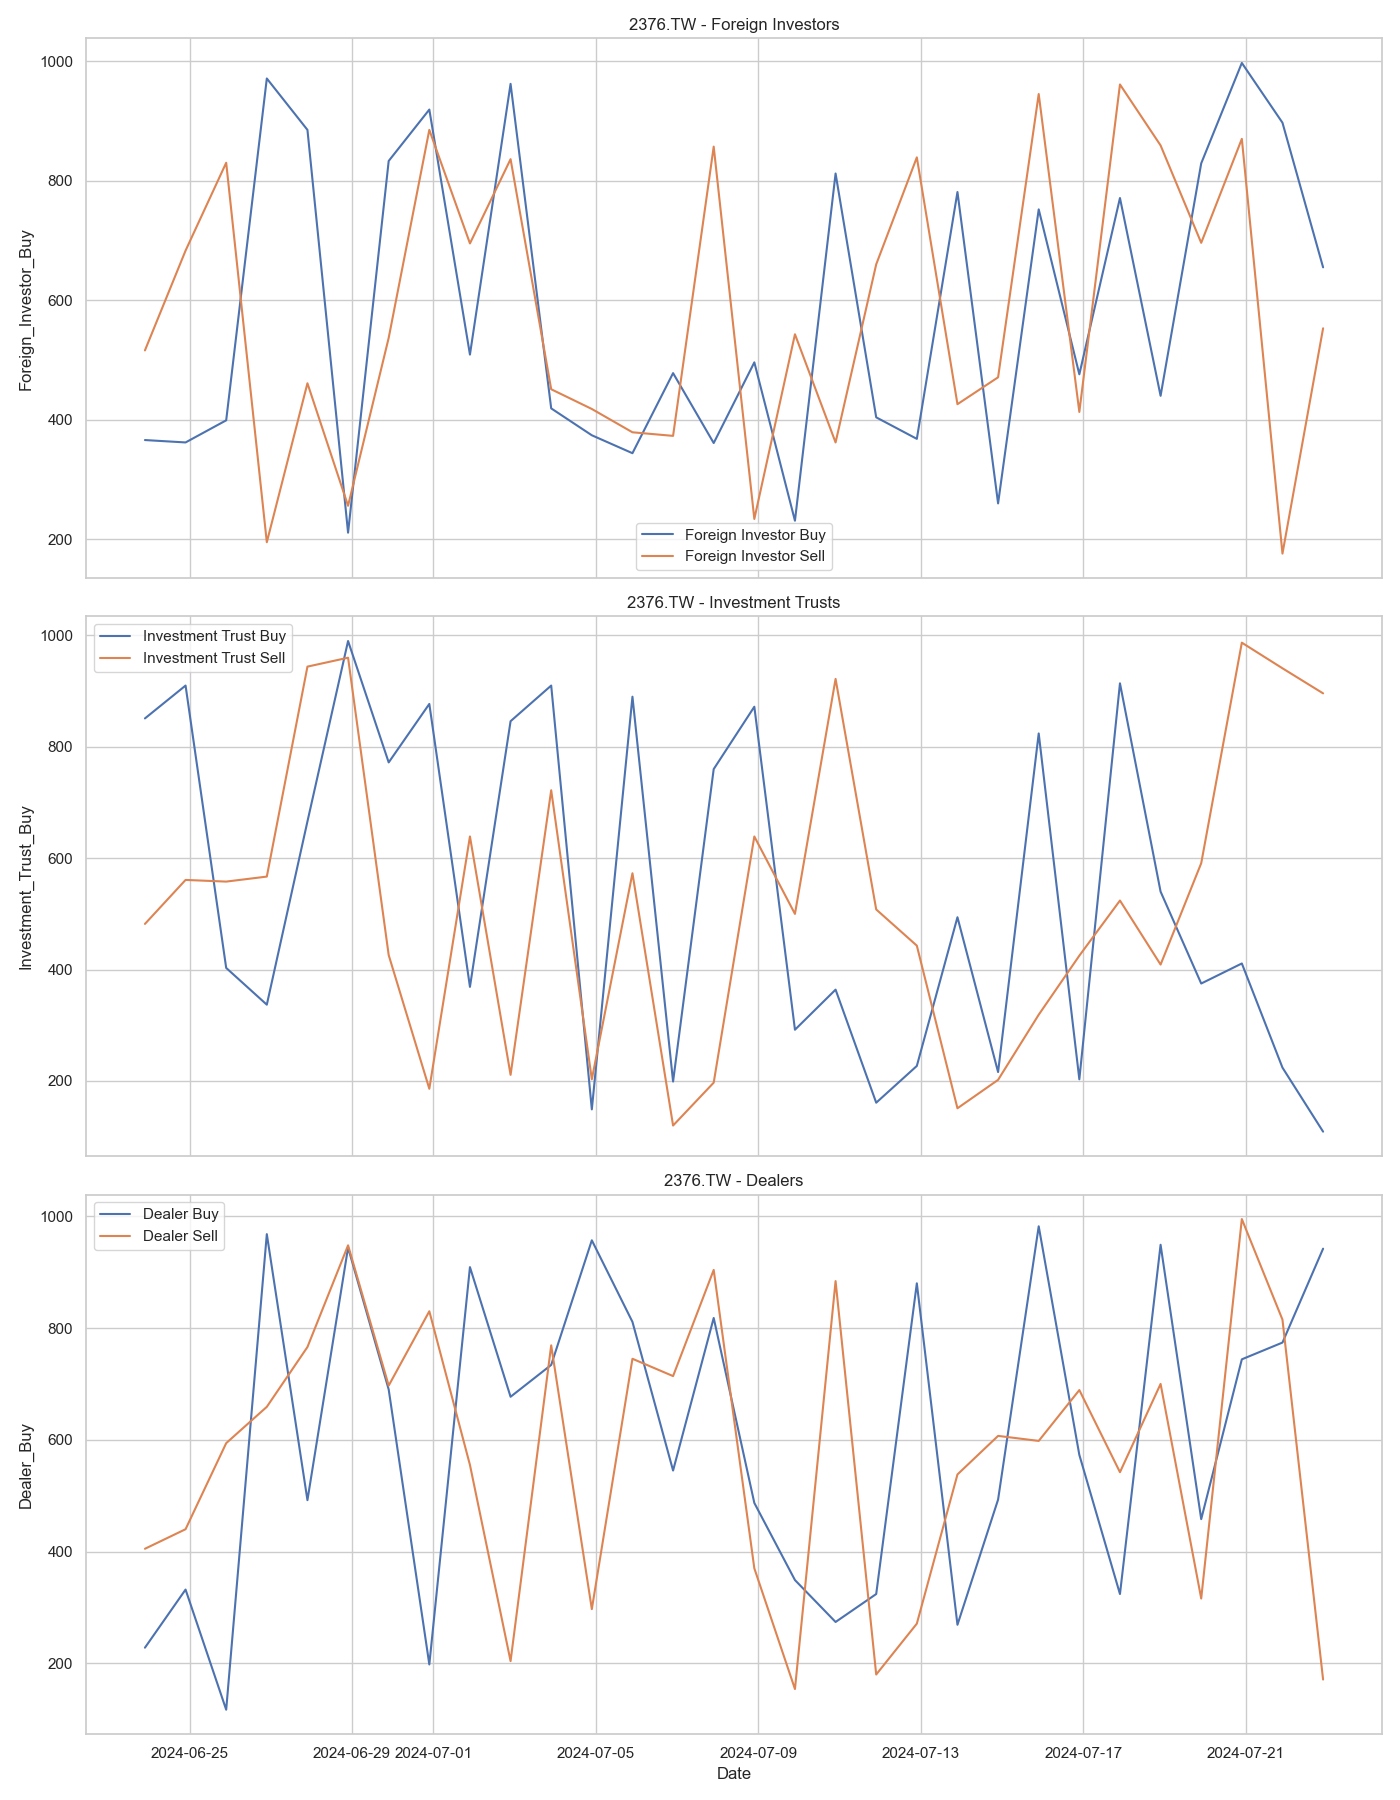 2376.TW - Foreign Investors
1000
800
600
400
200
Foreign_Investor_Buy
Foreign Investor Buy
Foreign Investor Sell
2376.TW - Investment Trusts
1000
800
600
400
200
Investment_Trust_Buy
Investment Trust Buy
Investment Trust Sell
2376.TW - Dealers
1000
800
600
400
200
Dealer_Buy
Dealer Buy
Dealer Sell
2024-06-25 2024-06-29 2024-07-01 2024-07-05 2024-07-09 2024-07-13 2024-07-17 2024-07-21
Date